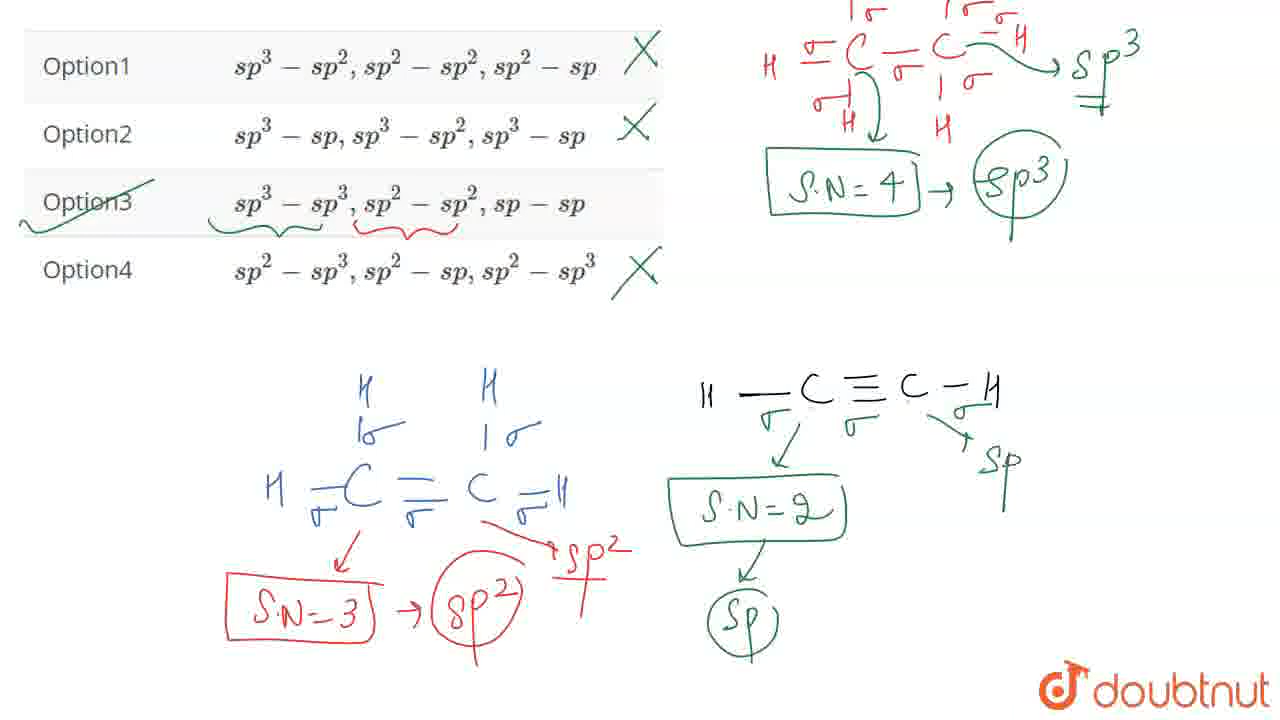 Option1 sp³ − sp², sp² − sp², sp² − sp X
Option2 sp³ − sp, sp³ − sp², sp³ − sp X
Option3 sp³ − sp³, sp² − sp², sp − sp
Option4 sp² − sp³, sp² − sp, sp² − sp³ X
σ σ
H σ C − C σ − H
σ
sp³
σ σ
H H
S.N = 4 → sp³
H H
σ σ
H − C = C − H
σ σ σ
sp²
S.N = 3 → sp²
H — C ≡ C − H
σ σ σ
sp
S.N = 2
sp
doubtnut